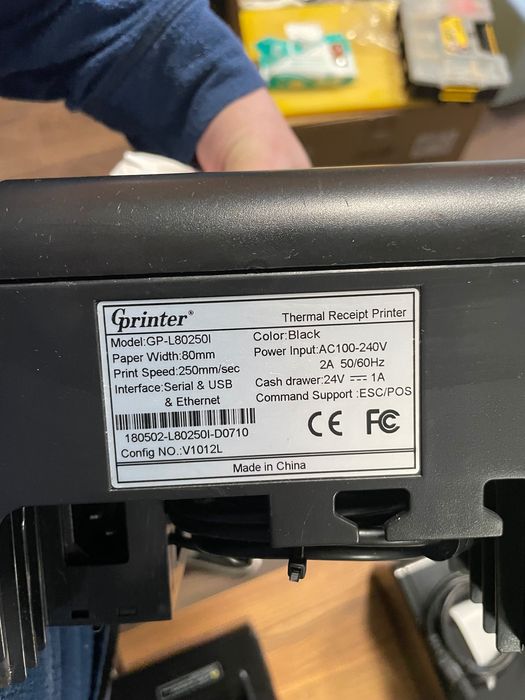 Gprinter®
Thermal Receipt Printer
Model:GP-L80250I
Paper Width:80mm
Print Speed:250mm/sec
Interface:Serial & USB
& Ethernet
Color:Black
Power Input:AC100-240V
2A 50/60Hz
Cash drawer:24V ⎓ 1A
Command Support :ESC/POS
180502-L80250I-D0710
Config NO.:V1012L
CE FC
Made in China